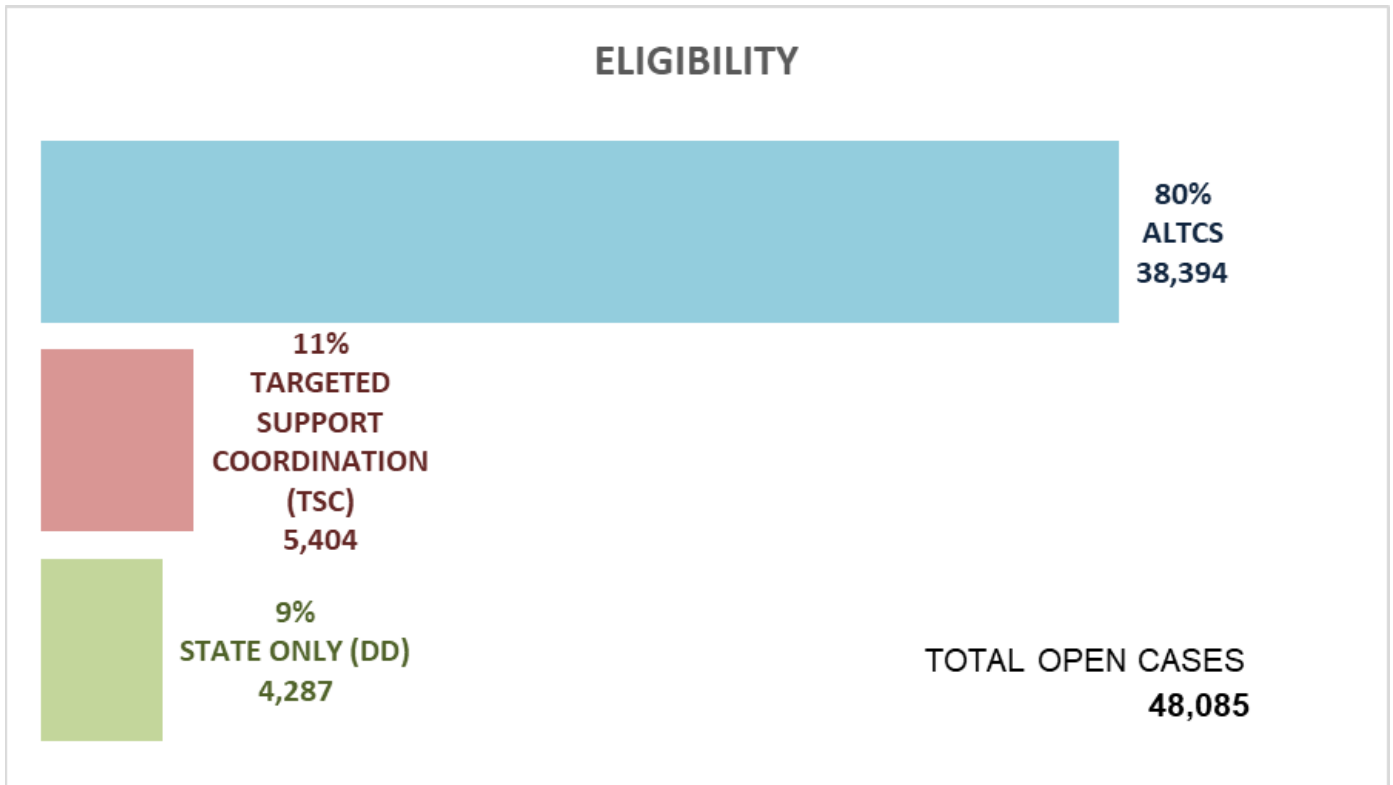 ELIGIBILITY
80%
ALTCS
38,394
11%
TARGETED
SUPPORT
COORDINATION
(TSC)
5,404
9%
STATE ONLY (DD)
4,287
TOTAL OPEN CASES
48,085